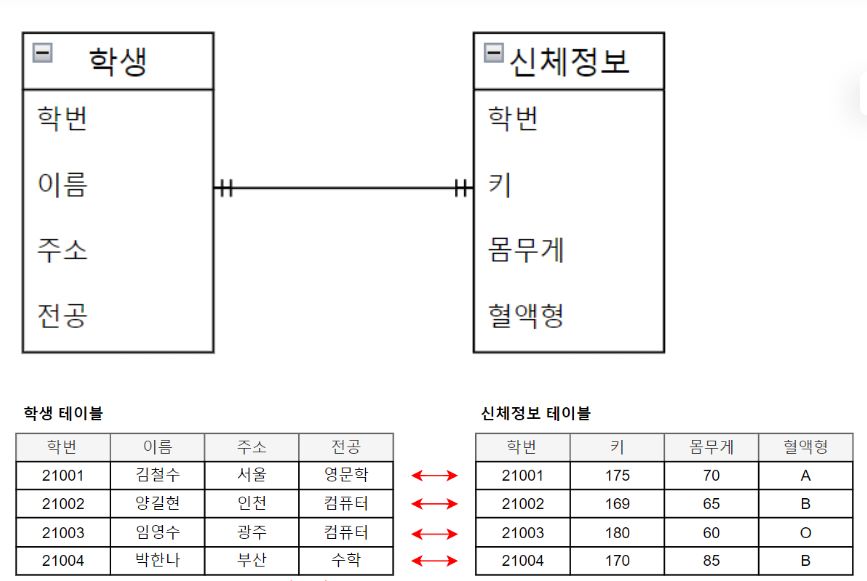 학생 신체정보
학번 학번
이름 키
주소 몸무게
전공 혈액형
학생 테이블 신체정보 테이블
학번 이름 주소 전공 학번 키 몸무게 혈액형
21001 김철수 서울 영문학 21001 175 70 A
21002 양길현 인천 컴퓨터 21002 169 65 B
21003 임영수 광주 컴퓨터 21003 180 60 O
21004 박한나 부산 수학 21004 170 85 B